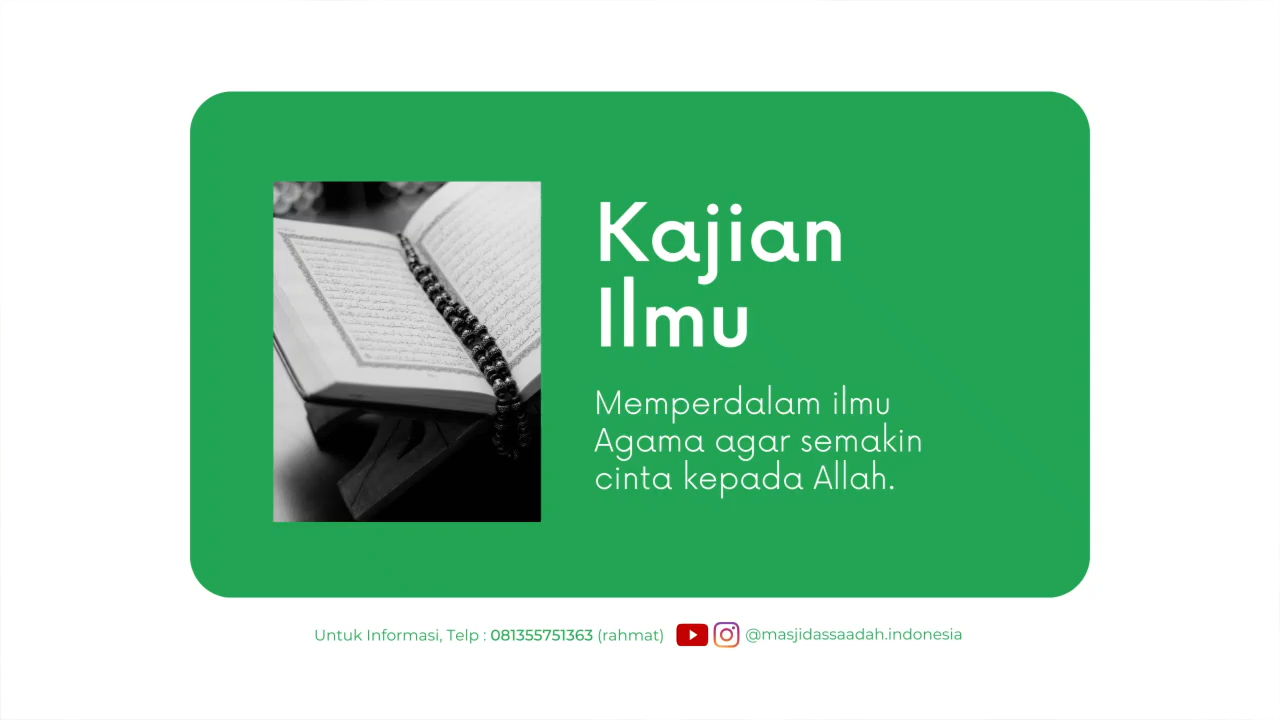 Kajian
Ilmu
Memperdalam ilmu
Agama agar semakin
cinta kepada Allah.
Untuk Informasi, Telp : 081355751363 (rahmat) @masjidassaadah.indonesia